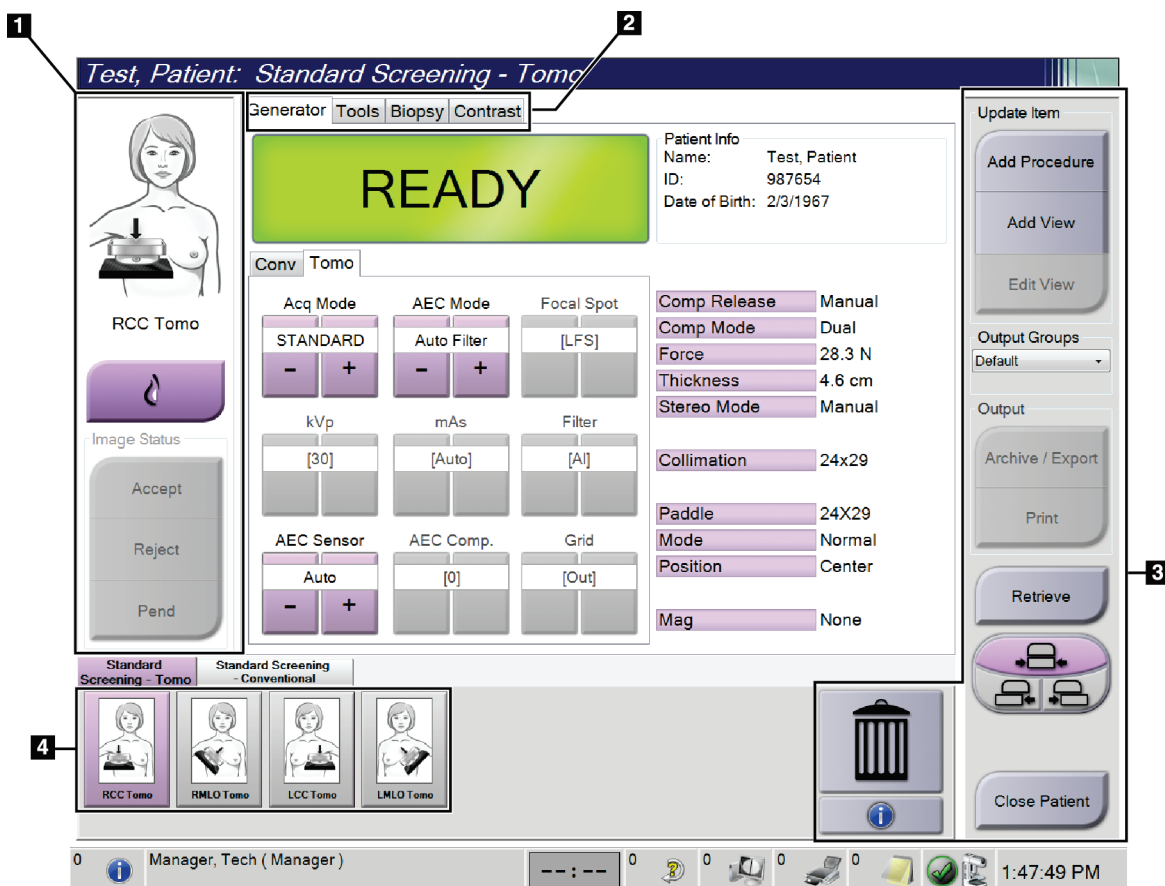 1
2
Test, Patient: Standard Screening - Tomo
Generator Tools Biopsy Contrast
READY
Patient Info
Name: Test, Patient
ID: 987654
Date of Birth: 2/3/1967
RCC Tomo
Image Status
Accept
Reject
Pend
Conv Tomo
Acq Mode AEC Mode Focal Spot
STANDARD Auto Filter [LFS]
- + - +
kVp mAs Filter
[30] [Auto] [Al]
AEC Sensor AEC Comp. Grid
Auto [0] [Out]
- +
Comp Release Manual
Comp Mode Dual
Force 28.3 N
Thickness 4.6 cm
Stereo Mode Manual
Collimation 24x29
Paddle 24X29
Mode Normal
Position Center
Mag None
Update Item
Add Procedure
Add View
Edit View
Output Groups
Default
Output
Archive / Export
Print
3
Retrieve
Close Patient
Standard
Screening - Tomo
Standard Screening
- Conventional
4
RCC Tomo RMLO Tomo LCC Tomo LMLO Tomo
0 Manager, Tech ( Manager ) --:-- 0 0 0 0 1:47:49 PM